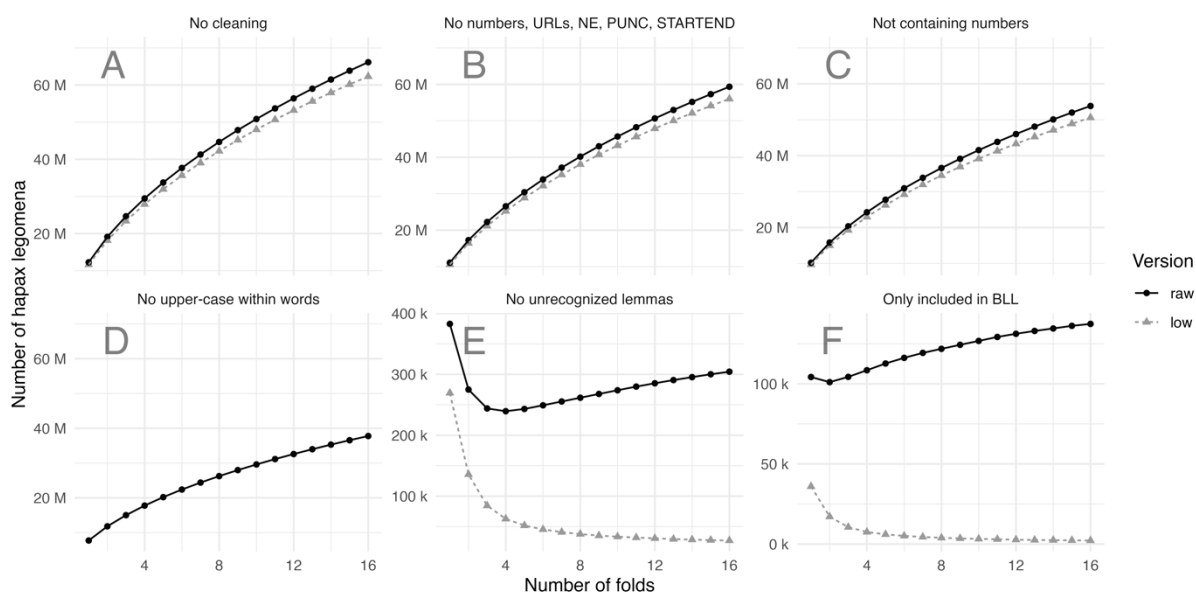 No cleaning
No numbers, URLs, NE, PUNC, STARTEND
Not containing numbers
A
B
C
60 M
40 M
20 M
60 M
40 M
20 M
60 M
40 M
20 M
Number of hapax legomena
No upper-case within words
No unrecognized lemmas
Only included in BLL
D
E
F
60 M
40 M
20 M
400 k
300 k
200 k
100 k
100 k
50 k
0 k
4 8 12 16
4 8 12 16
4 8 12 16
Number of folds
Version
raw
low